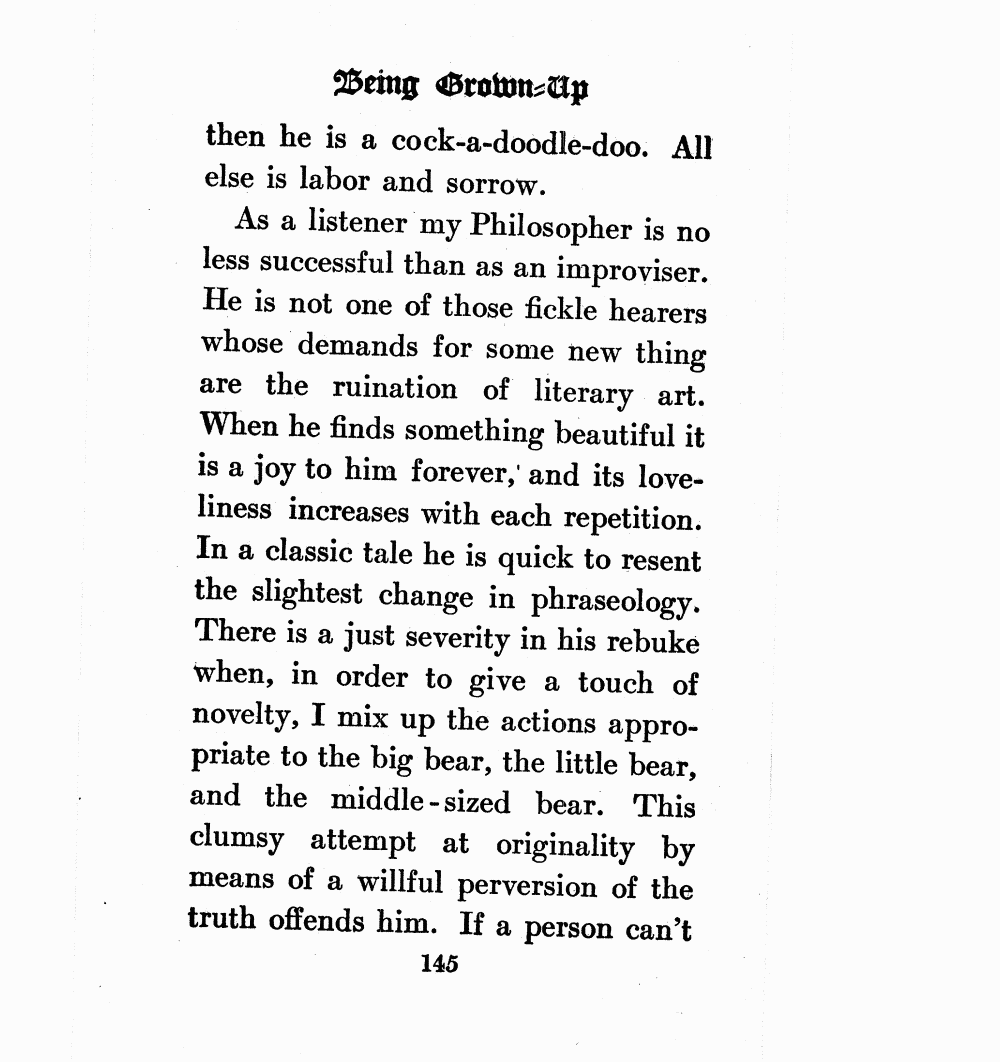 Being Grown-Up
then he is a cock-a-doodle-doo. All
else is labor and sorrow.
As a listener my Philosopher is no
less successful than as an improviser.
He is not one of those fickle hearers
whose demands for some new thing
are the ruination of literary art.
When he finds something beautiful it
is a joy to him forever, and its love-
liness increases with each repetition.
In a classic tale he is quick to resent
the slightest change in phraseology.
There is a just severity in his rebuke
when, in order to give a touch of
novelty, I mix up the actions appro-
priate to the big bear, the little bear,
and the middle-sized bear. This
clumsy attempt at originality by
means of a willful perversion of the
truth offends him. If a person can't
145